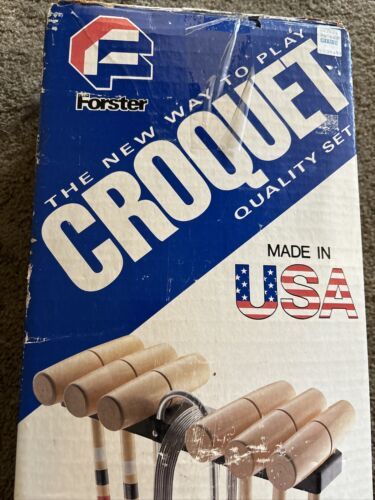 Forster
THE NEW WAY TO PLAY
CROQUET
QUALITY SET
MADE IN
USA